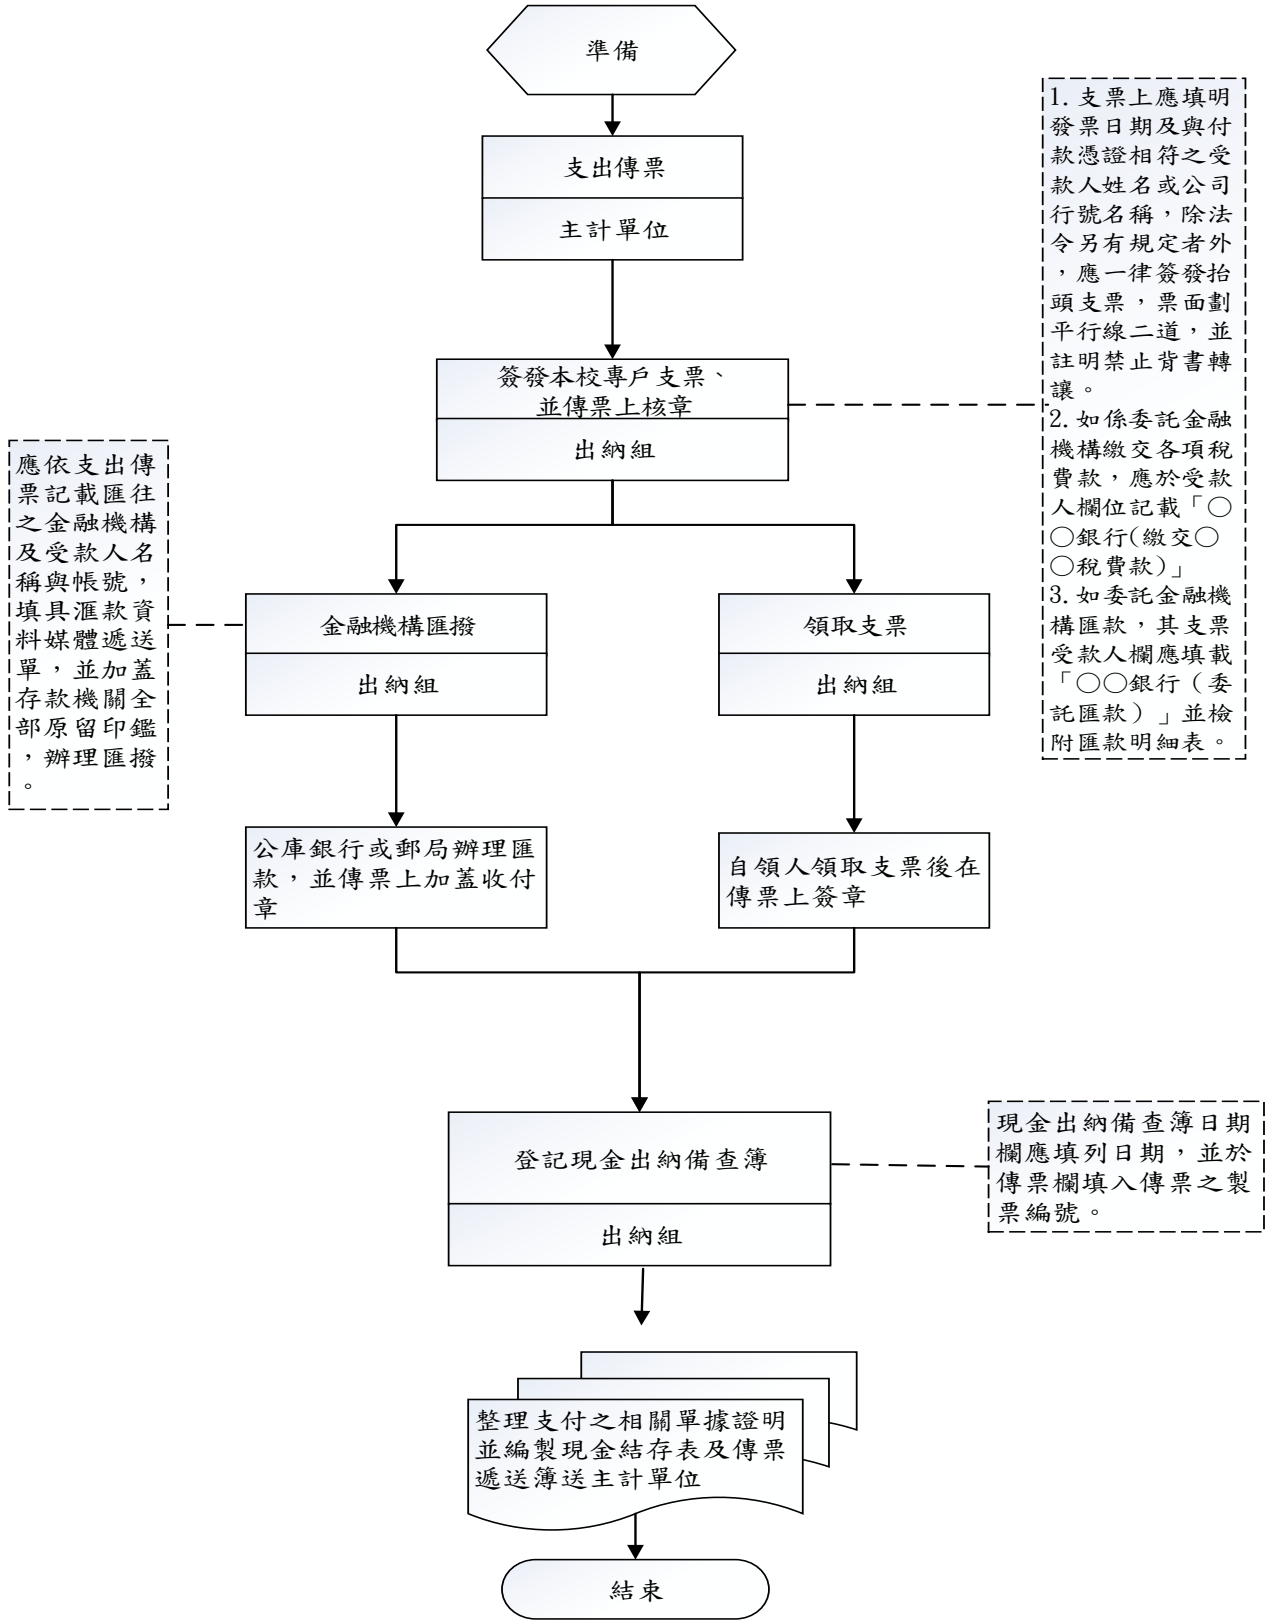 準備
支出傳票
主計單位
簽發本校專戶支票、
並傳票上核章
出納組
1. 支票上應填明
發票日期及與付
款憑證相符之受
款人姓名或公司
行號名稱，除法
令另有規定者外
，應一律簽發抬
頭支票，票面劃
平行線二道，並
註明禁止背書轉
讓。
2. 如係委託金融
機構繳交各項稅
費款，應於受款
人欄位記載「○
○銀行(繳交○
○稅費款)」
3. 如委託金融機
構匯款，其支票
受款人欄應填載
「○○銀行（委
託匯款）」並檢
附匯款明細表。
應依支出傳
票記載匯往
之金融機構
及受款人名
稱與帳號，
填具滙款資
料媒體遞送
單，並加蓋
存款機關全
部原留印鑑
，辦理匯撥
。
金融機構匯撥
出納組
領取支票
出納組
公庫銀行或郵局辦理匯
款，並傳票上加蓋收付
章
自領人領取支票後在
傳票上簽章
登記現金出納備查簿
出納組
現金出納備查簿日期
欄應填列日期，並於
傳票欄填入傳票之製
票編號。
整理支付之相關單據證明
並編製現金結存表及傳票
遞送簿送主計單位
結束